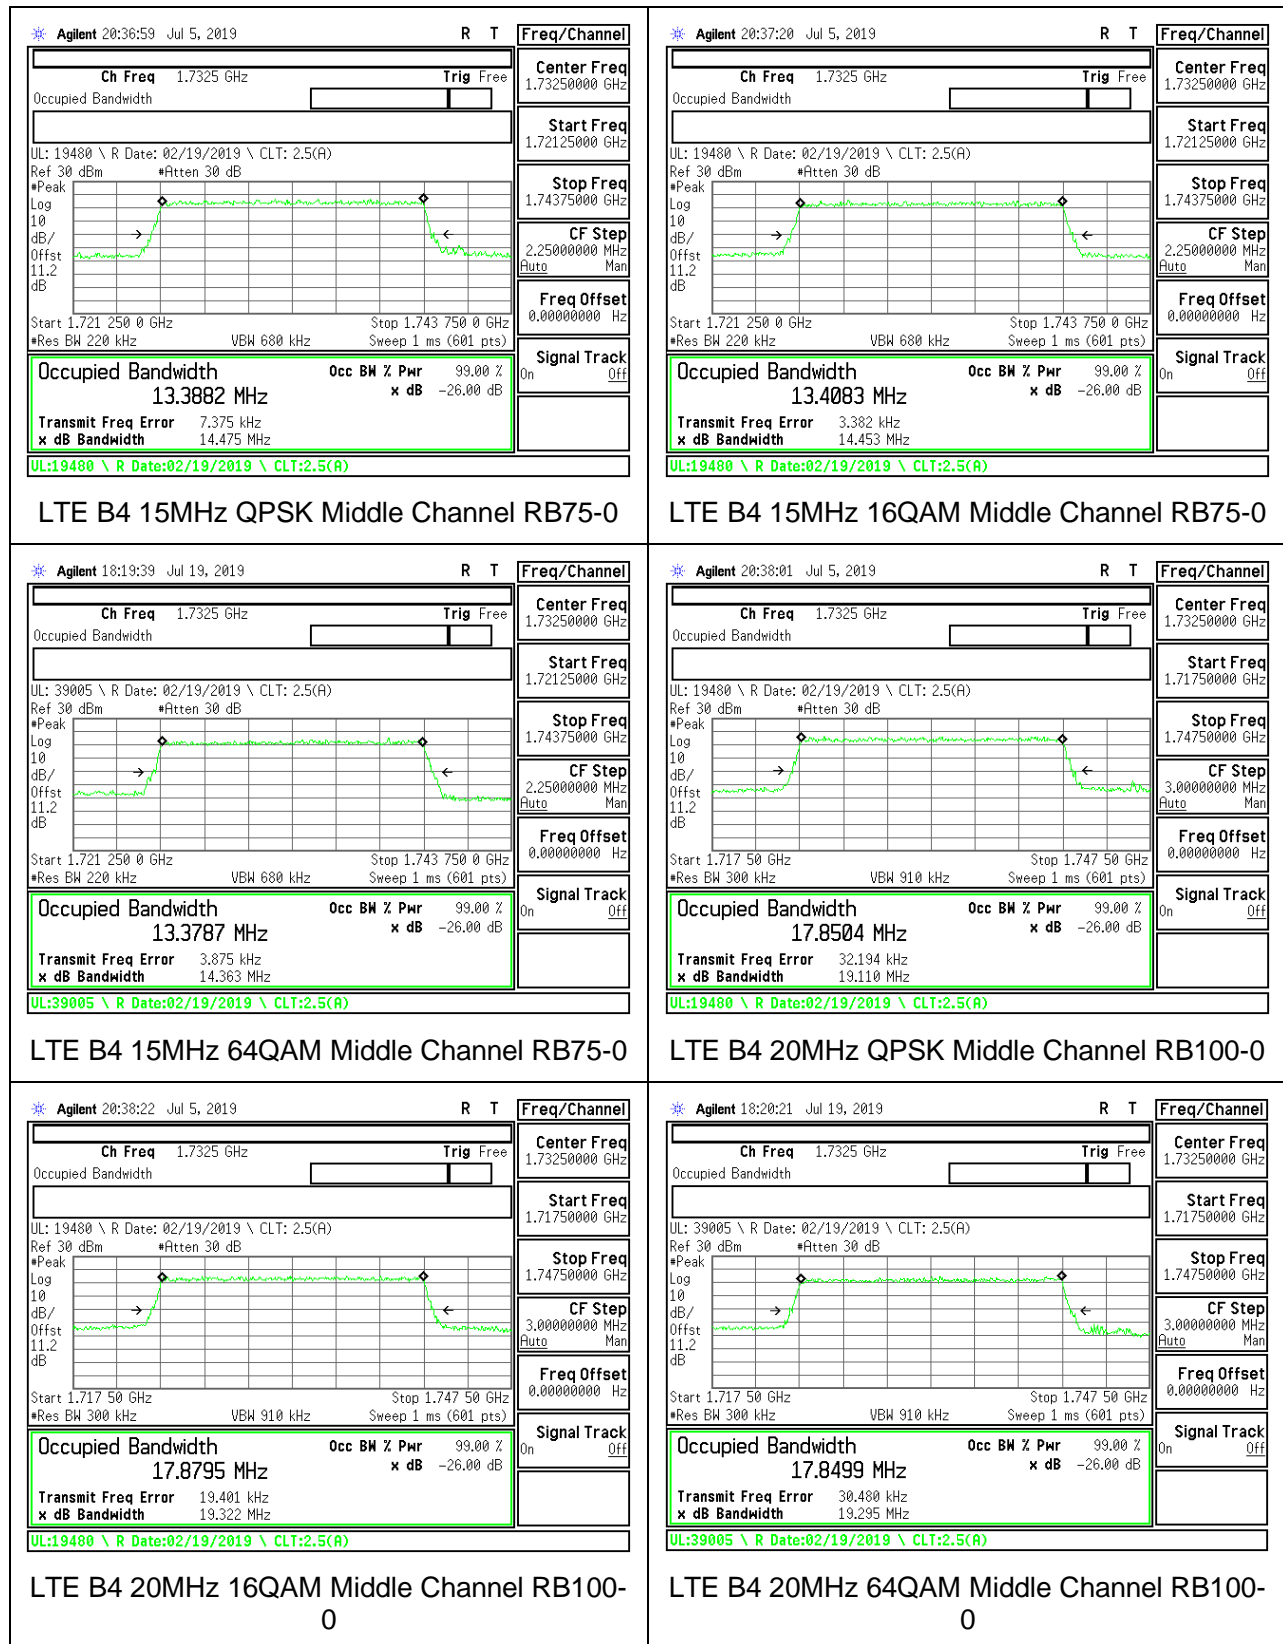 Agilent 20:36:59 Jul 5, 2019 R T
Freq/Channel
Ch Freq 1.7325 GHz Trig Free
Occupied Bandwidth
Center Freq
1.73250000 GHz
Start Freq
1.72125000 GHz
Stop Freq
1.74375000 GHz
CF Step
2.25000000 MHz
Auto Man
Freq Offset
0.00000000 Hz
Signal Track
On Off
UL: 19480 \ R Date: 02/19/2019 \ CLT: 2.5(A)
Ref 30 dBm #Atten 30 dB
#Peak
Log
10
dB/
Offst
11.2
dB
Start 1.721 250 0 GHz Stop 1.743 750 0 GHz
#Res BW 220 kHz VBW 680 kHz Sweep 1 ms (601 pts)
Occupied Bandwidth Occ BW % Pwr 99.00 %
13.3882 MHz x dB -26.00 dB
Transmit Freq Error 7.375 kHz
x dB Bandwidth 14.475 MHz
UL:19480 \ R Date:02/19/2019 \ CLT:2.5(A)
LTE B4 15MHz QPSK Middle Channel RB75-0
Agilent 20:37:20 Jul 5, 2019 R T
Freq/Channel
Ch Freq 1.7325 GHz Trig Free
Occupied Bandwidth
Center Freq
1.73250000 GHz
Start Freq
1.72125000 GHz
Stop Freq
1.74375000 GHz
CF Step
2.25000000 MHz
Auto Man
Freq Offset
0.00000000 Hz
Signal Track
On Off
UL: 19480 \ R Date: 02/19/2019 \ CLT: 2.5(A)
Ref 30 dBm #Atten 30 dB
#Peak
Log
10
dB/
Offst
11.2
dB
Start 1.721 250 0 GHz Stop 1.743 750 0 GHz
#Res BW 220 kHz VBW 680 kHz Sweep 1 ms (601 pts)
Occupied Bandwidth Occ BW % Pwr 99.00 %
13.4083 MHz x dB -26.00 dB
Transmit Freq Error 3.382 kHz
x dB Bandwidth 14.453 MHz
UL:19480 \ R Date:02/19/2019 \ CLT:2.5(A)
LTE B4 15MHz 16QAM Middle Channel RB75-0
Agilent 18:19:39 Jul 19, 2019 R T
Freq/Channel
Ch Freq 1.7325 GHz Trig Free
Occupied Bandwidth
Center Freq
1.73250000 GHz
Start Freq
1.72125000 GHz
Stop Freq
1.74375000 GHz
CF Step
2.25000000 MHz
Auto Man
Freq Offset
0.00000000 Hz
Signal Track
On Off
UL: 39005 \ R Date: 02/19/2019 \ CLT: 2.5(A)
Ref 30 dBm #Atten 30 dB
#Peak
Log
10
dB/
Offst
11.2
dB
Start 1.721 250 0 GHz Stop 1.743 750 0 GHz
#Res BW 220 kHz VBW 680 kHz Sweep 1 ms (601 pts)
Occupied Bandwidth Occ BW % Pwr 99.00 %
13.3787 MHz x dB -26.00 dB
Transmit Freq Error 3.875 kHz
x dB Bandwidth 14.363 MHz
UL:39005 \ R Date:02/19/2019 \ CLT:2.5(A)
LTE B4 15MHz 64QAM Middle Channel RB75-0
Agilent 20:38:01 Jul 5, 2019 R T
Freq/Channel
Ch Freq 1.7325 GHz Trig Free
Occupied Bandwidth
Center Freq
1.73250000 GHz
Start Freq
1.71750000 GHz
Stop Freq
1.74750000 GHz
CF Step
3.00000000 MHz
Auto Man
Freq Offset
0.00000000 Hz
Signal Track
On Off
UL: 19480 \ R Date: 02/19/2019 \ CLT: 2.5(A)
Ref 30 dBm #Atten 30 dB
#Peak
Log
10
dB/
Offst
11.2
dB
Start 1.717 50 GHz Stop 1.747 50 GHz
#Res BW 300 kHz VBW 910 kHz Sweep 1 ms (601 pts)
Occupied Bandwidth Occ BW % Pwr 99.00 %
17.8504 MHz x dB -26.00 dB
Transmit Freq Error 32.194 kHz
x dB Bandwidth 19.110 MHz
UL:19480 \ R Date:02/19/2019 \ CLT:2.5(A)
LTE B4 20MHz QPSK Middle Channel RB100-0
Agilent 20:38:22 Jul 5, 2019 R T
Freq/Channel
Ch Freq 1.7325 GHz Trig Free
Occupied Bandwidth
Center Freq
1.73250000 GHz
Start Freq
1.71750000 GHz
Stop Freq
1.74750000 GHz
CF Step
3.00000000 MHz
Auto Man
Freq Offset
0.00000000 Hz
Signal Track
On Off
UL: 19480 \ R Date: 02/19/2019 \ CLT: 2.5(A)
Ref 30 dBm #Atten 30 dB
#Peak
Log
10
dB/
Offst
11.2
dB
Start 1.717 50 GHz Stop 1.747 50 GHz
#Res BW 300 kHz VBW 910 kHz Sweep 1 ms (601 pts)
Occupied Bandwidth Occ BW % Pwr 99.00 %
17.8795 MHz x dB -26.00 dB
Transmit Freq Error 19.401 kHz
x dB Bandwidth 19.322 MHz
UL:19480 \ R Date:02/19/2019 \ CLT:2.5(A)
LTE B4 20MHz 16QAM Middle Channel RB100-
0
Agilent 18:20:21 Jul 19, 2019 R T
Freq/Channel
Ch Freq 1.7325 GHz Trig Free
Occupied Bandwidth
Center Freq
1.73250000 GHz
Start Freq
1.71750000 GHz
Stop Freq
1.74750000 GHz
CF Step
3.00000000 MHz
Auto Man
Freq Offset
0.00000000 Hz
Signal Track
On Off
UL: 39005 \ R Date: 02/19/2019 \ CLT: 2.5(A)
Ref 30 dBm #Atten 30 dB
#Peak
Log
10
dB/
Offst
11.2
dB
Start 1.717 50 GHz Stop 1.747 50 GHz
#Res BW 300 kHz VBW 910 kHz Sweep 1 ms (601 pts)
Occupied Bandwidth Occ BW % Pwr 99.00 %
17.8499 MHz x dB -26.00 dB
Transmit Freq Error 30.480 kHz
x dB Bandwidth 19.295 MHz
UL:39005 \ R Date:02/19/2019 \ CLT:2.5(A)
LTE B4 20MHz 64QAM Middle Channel RB100-
0